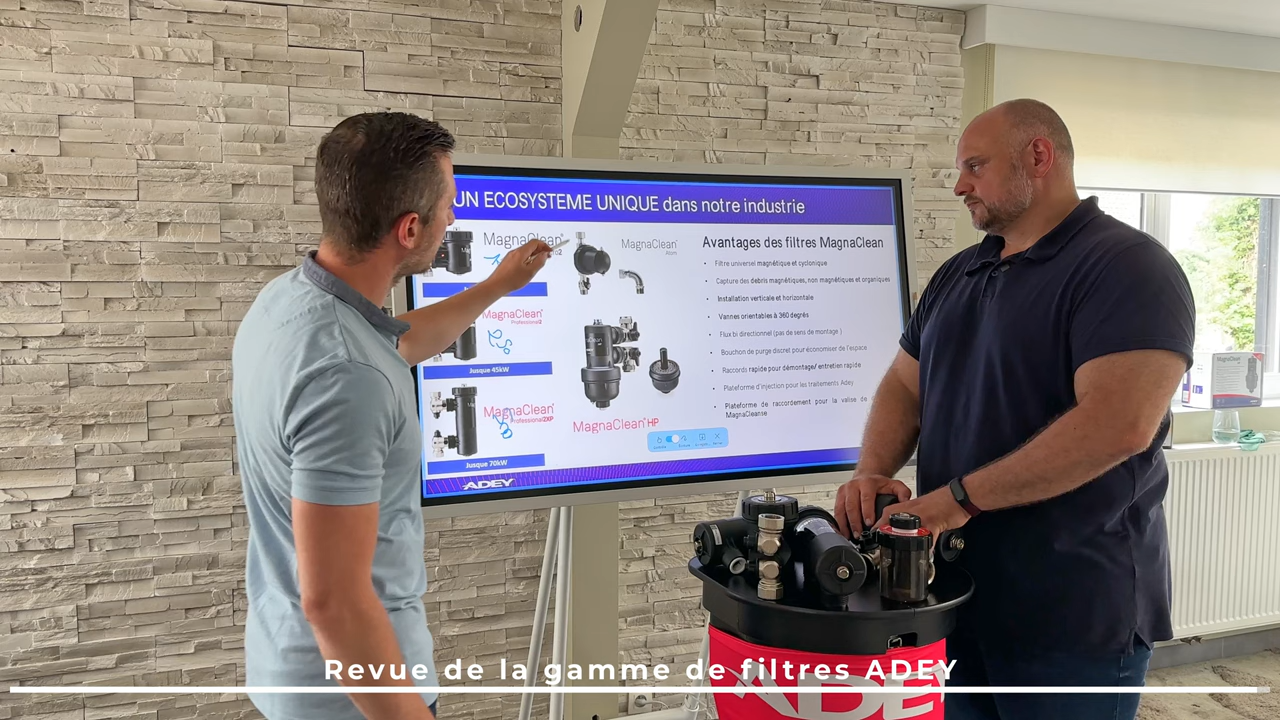 UN ECOSYSTEME UNIQUE dans notre industrie
MagnaClean®
MagnaClean
Professional2
Jusque 45kW
MagnaClean®
Professional2XP
Jusque 70kW
ADEY
MagnaClean®
Atom
MagnaClean® HP
Avantages des filtres MagnaClean
• Filtre universel magnétique et cyclonique
• Capture des debris magnétiques, non magnétiques et organiques
• Installation verticale et horizontale
• Vannes orientables à 360 degrés
• Flux bi directionnel (pas de sens de montage )
• Bouchon de purge discret pour économiser de l'espace
• Raccords rapide pour démontage/ entretien rapide
• Plateforme d'injection pour les traitements Adey
• Plateforme de raccordement pour la valise de
MagnaCleanse
MagnaClean
ADEY
Revue de la gamme de filtres ADEY